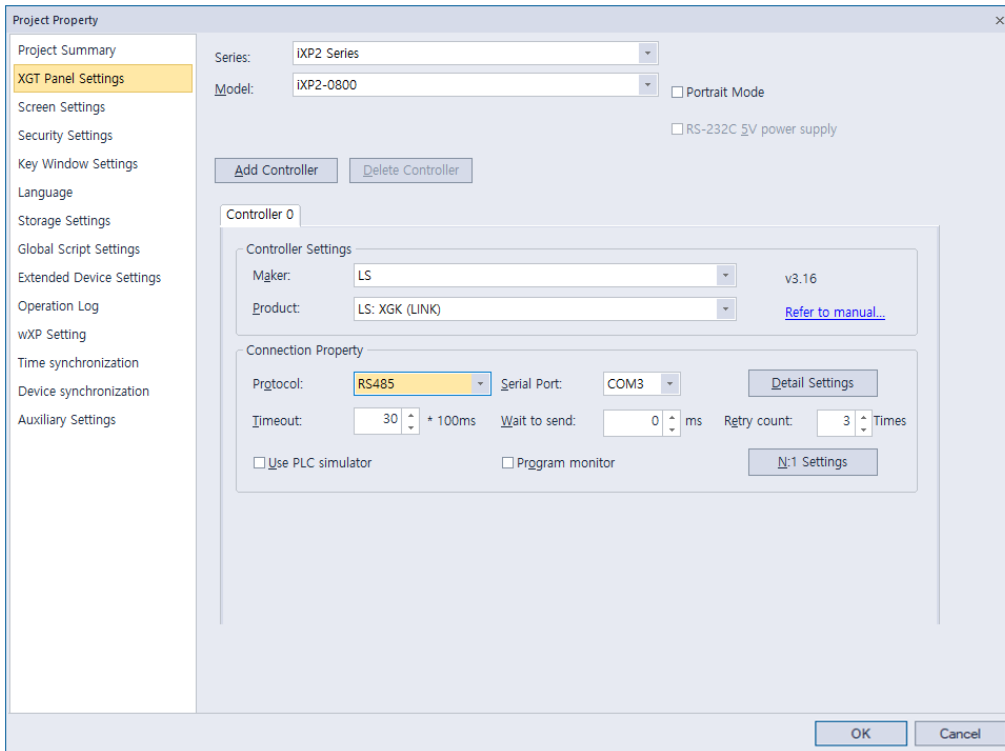 Project Property
Project Summary
XGT Panel Settings
Screen Settings
Security Settings
Key Window Settings
Language
Storage Settings
Global Script Settings
Extended Device Settings
Operation Log
wXP Setting
Time synchronization
Device synchronization
Auxiliary Settings
Series: iXP2 Series
Model: iXP2-0800
Portrait Mode
RS-232C 5V power supply
Add Controller Delete Controller
Controller 0
Controller Settings
Maker: LS v3.16
Product: LS: XGK (LINK) Refer to manual...
Connection Property
Protocol: RS485 Serial Port: COM3 Detail Settings
Timeout: 30 * 100ms Wait to send: 0 ms Retry count: 3 Times
Use PLC simulator Program monitor N:1 Settings
OK Cancel